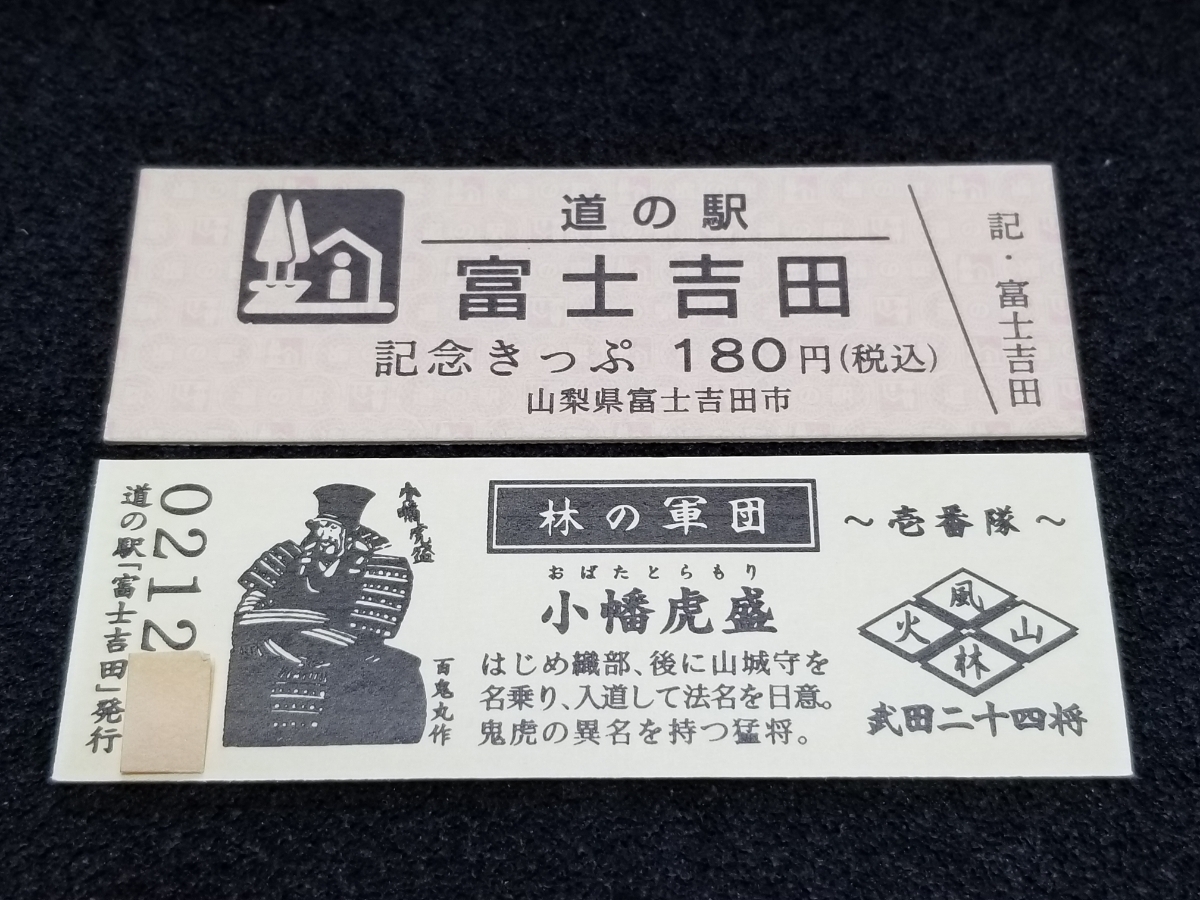 道の駅
富士吉田
記念きっぷ 180円(税込)
山梨県富士吉田市
記・富士吉田
0212
道の駅「富士吉田」発行
小幡虎盛
百鬼丸作
林の軍団
~壱番隊~
おばたとらもり
小幡虎盛
はじめ織部、後に山城守を
名乗り、入道して法名を日意。
鬼虎の異名を持つ猛将。
風
火 山
林
武田二十四将